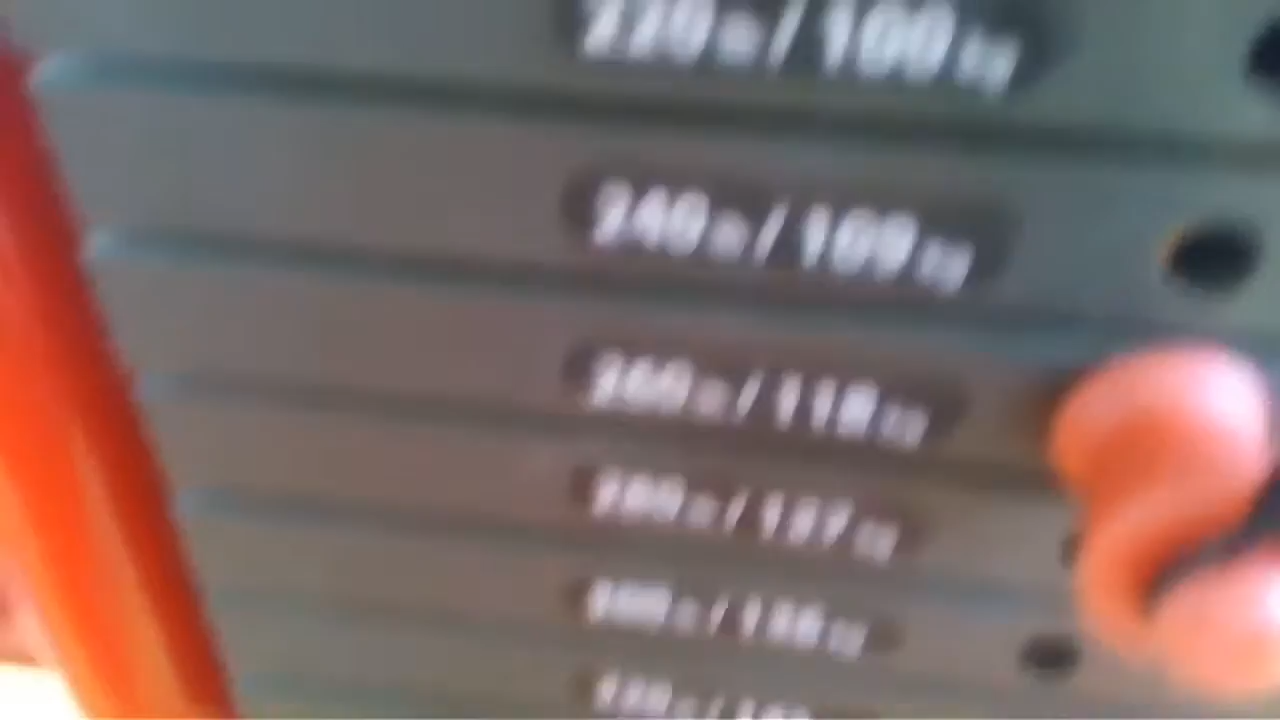 220 lb / 100 kg
240 lb / 109 kg
260 lb / 118 kg
280 lb / 127 kg
300 lb / 136 kg